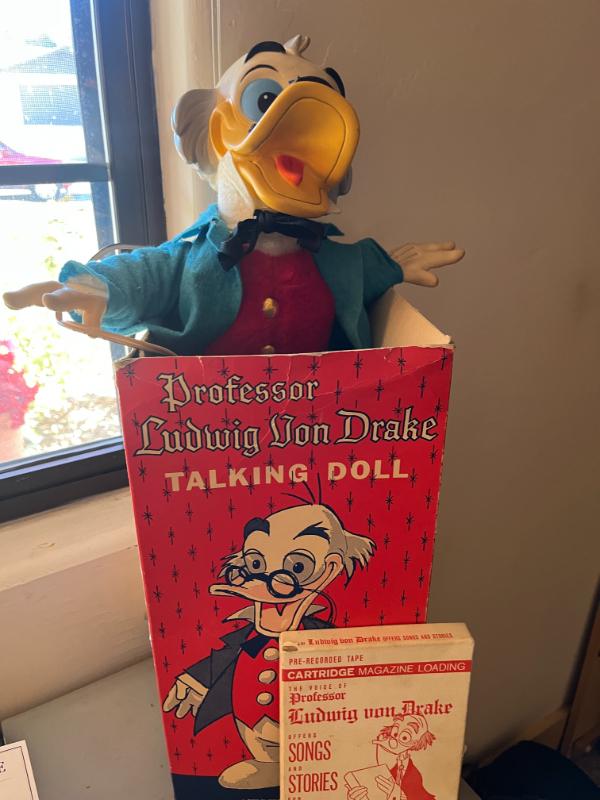 Professor
Ludwig Von Drake
TALKING DOLL
Ludwig von Drake OFFERS SONGS AND STORIES
PRE-RECORDED TAPE
CARTRIDGE MAGAZINE LOADING
THE VOICE OF
Professor
Ludwig von Drake
OFFERS
SONGS
AND
STORIES
E